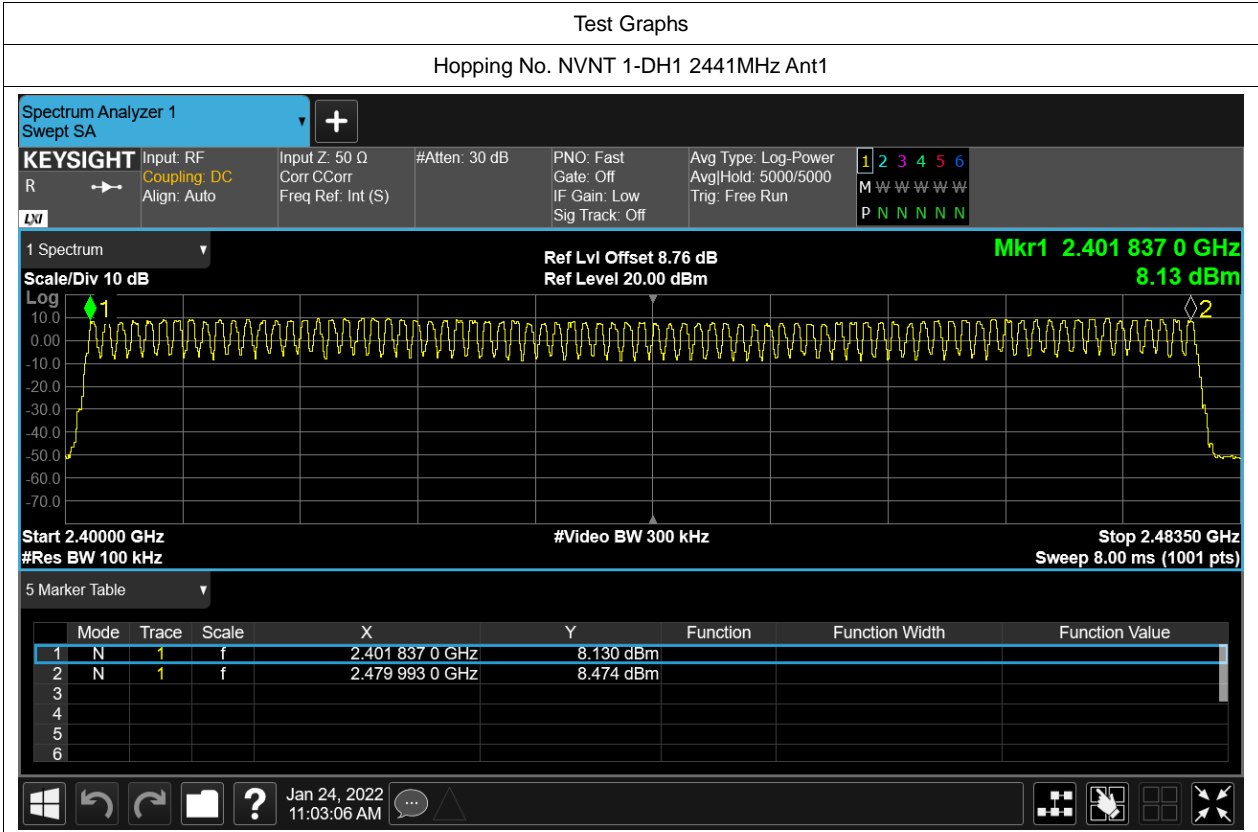 Test Graphs
Hopping No. NVNT 1-DH1 2441MHz Ant1
Spectrum Analyzer 1
Swept SA
KEYSIGHT
R
LXI
Input: RF
Coupling: DC
Align: Auto
Input Z: 50 Ω
Corr CCorr
Freq Ref: Int (S)
#Atten: 30 dB
PNO: Fast
Gate: Off
IF Gain: Low
Sig Track: Off
Avg Type: Log-Power
Avg|Hold: 5000/5000
Trig: Free Run
1 2 3 4 5 6
M W W W W W
P N N N N N
1 Spectrum
Scale/Div 10 dB
Ref Lvl Offset 8.76 dB
Ref Level 20.00 dBm
Mkr1 2.401 837 0 GHz
8.13 dBm
Log
1
2
10.0
0.00
-10.0
-20.0
-30.0
-40.0
-50.0
-60.0
-70.0
Start 2.40000 GHz
#Video BW 300 kHz
Stop 2.48350 GHz
#Res BW 100 kHz
Sweep 8.00 ms (1001 pts)
5 Marker Table
Mode Trace Scale X Y Function Function Width Function Value
1 N 1 f 2.401 837 0 GHz 8.130 dBm
2 N 1 f 2.479 993 0 GHz 8.474 dBm
3
4
5
6
?
Jan 24, 2022
11:03:06 AM